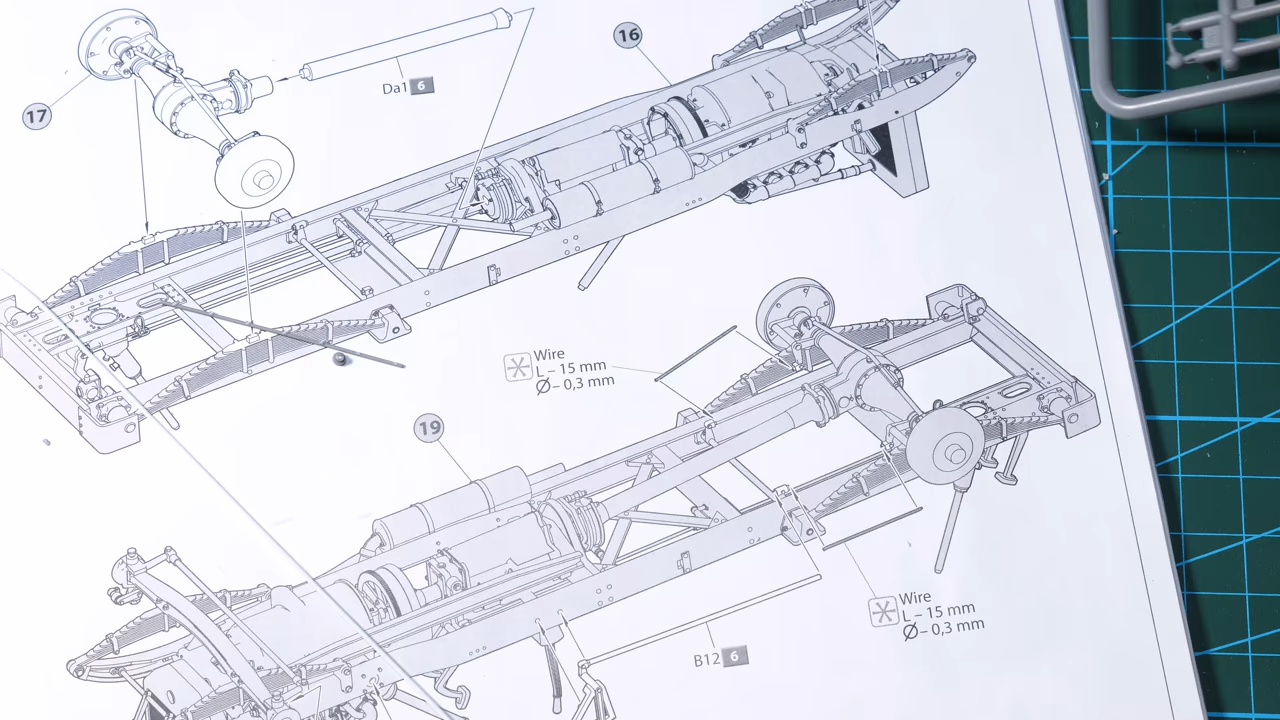 16
17
Da1 6
Wire
L – 15 mm
Ø – 0,3 mm
19
Wire
L – 15 mm
Ø – 0,3 mm
B12 6